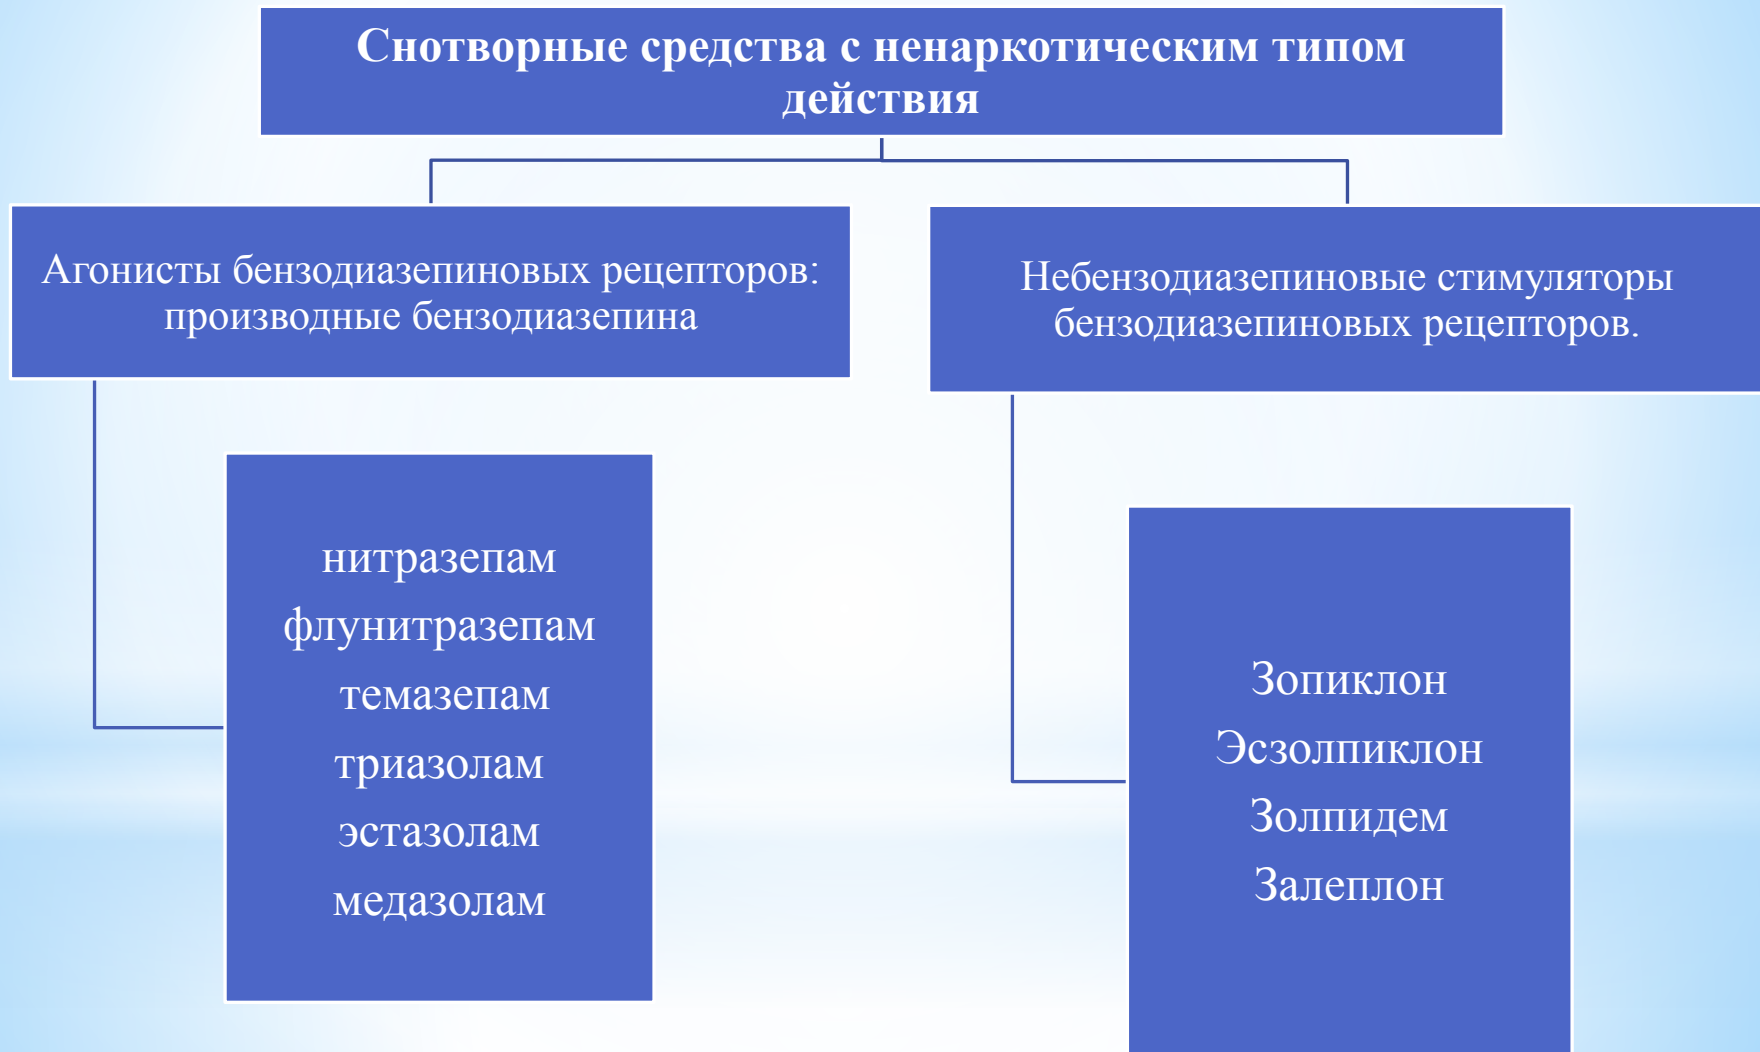 Снотворные средства с ненаркотическим типом
действия
Агонисты бензодиазепиновых рецепторов:
производные бензодиазепина
Небензодиазепиновые стимуляторы
бензодиазепиновых рецепторов.
нитразепам
флунитразепам
темазепам
триазолам
эстазолам
медазолам
Зопиклон
Эсзолпиклон
Золпидем
Залеплон